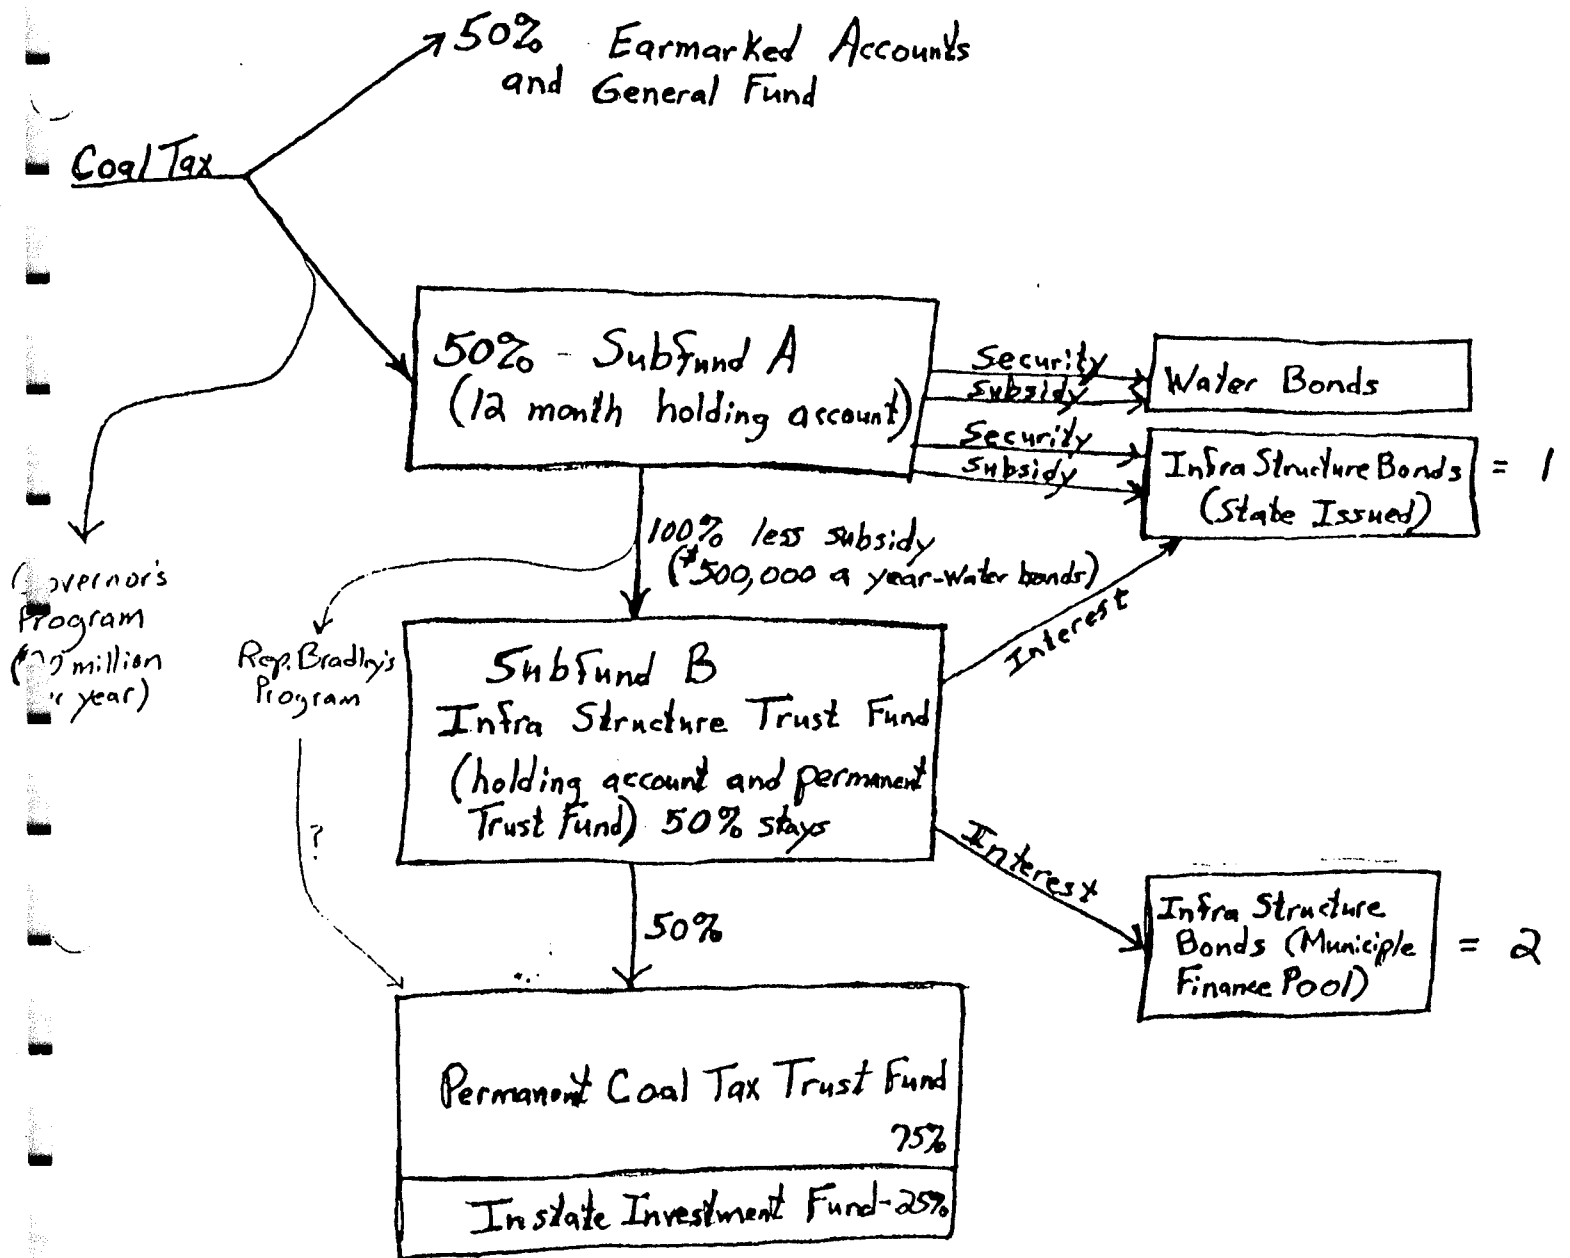 50% Earmarked Accounts
and General Fund
Coal Tax
50% - Subfund A
(12 month holding account)
Security
Subsidy
Water Bonds
Security
Subsidy
Infra Structure Bonds
(State Issued)
= 1
100% less subsidy
($500,000 a year-Water bonds)
Interest
Program
million
year)
Rep. Bradley's
Program
?
Subfund B
Infra Structure Trust Fund
(holding account and permanent
Trust Fund) 50% stays
Interest
Infra Structure
Bonds (Municiple
Finance Pool)
= 2
50%
Permanent Coal Tax Trust Fund
75%
Instate Investment Fund-25%